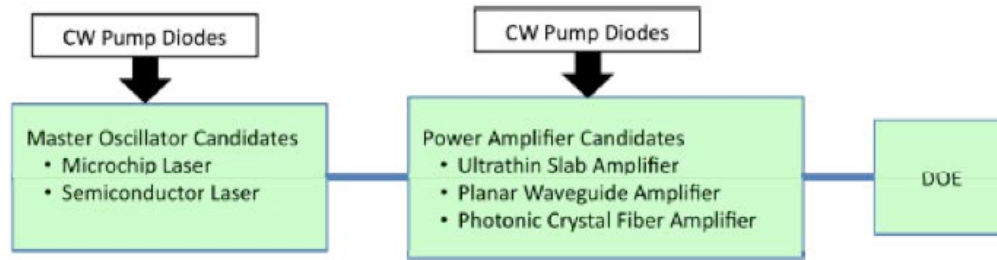 CW Pump Diodes
CW Pump Diodes
Master Oscillator Candidates
• Microchip Laser
• Semiconductor Laser
Power Amplifier Candidates
• Ultrathin Slab Amplifier
• Planar Waveguide Amplifier
• Photonic Crystal Fiber Amplifier
DOE